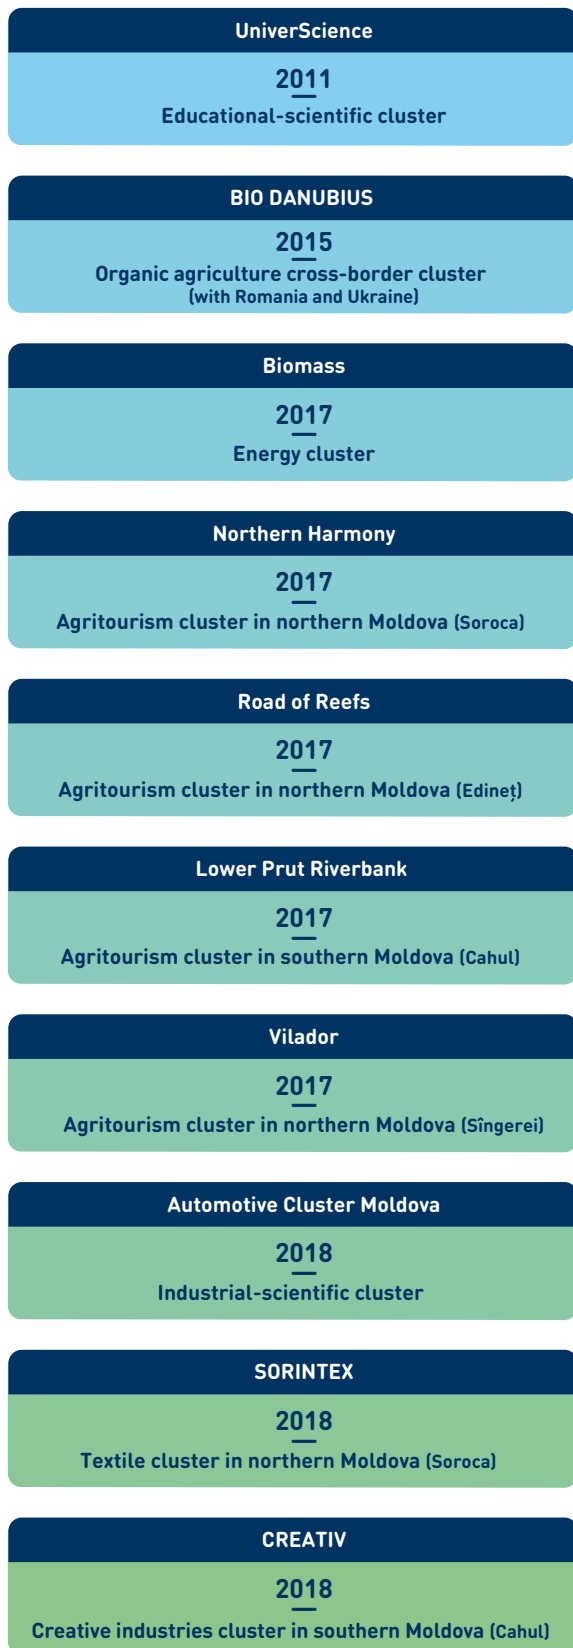 UniverScience
2011
Educational-scientific cluster
BIO DANUBIUS
2015
Organic agriculture cross-border cluster
(with Romania and Ukraine)
Biomass
2017
Energy cluster
Northern Harmony
2017
Agritourism cluster in northern Moldova (Soroca)
Road of Reefs
2017
Agritourism cluster in northern Moldova (Edineț)
Lower Prut Riverbank
2017
Agritourism cluster in southern Moldova (Cahul)
Vilador
2017
Agritourism cluster in northern Moldova (Sîngerei)
Automotive Cluster Moldova
2018
Industrial-scientific cluster
SORINTEX
2018
Textile cluster in northern Moldova (Soroca)
CREATIV
2018
Creative industries cluster in southern Moldova (Cahul)